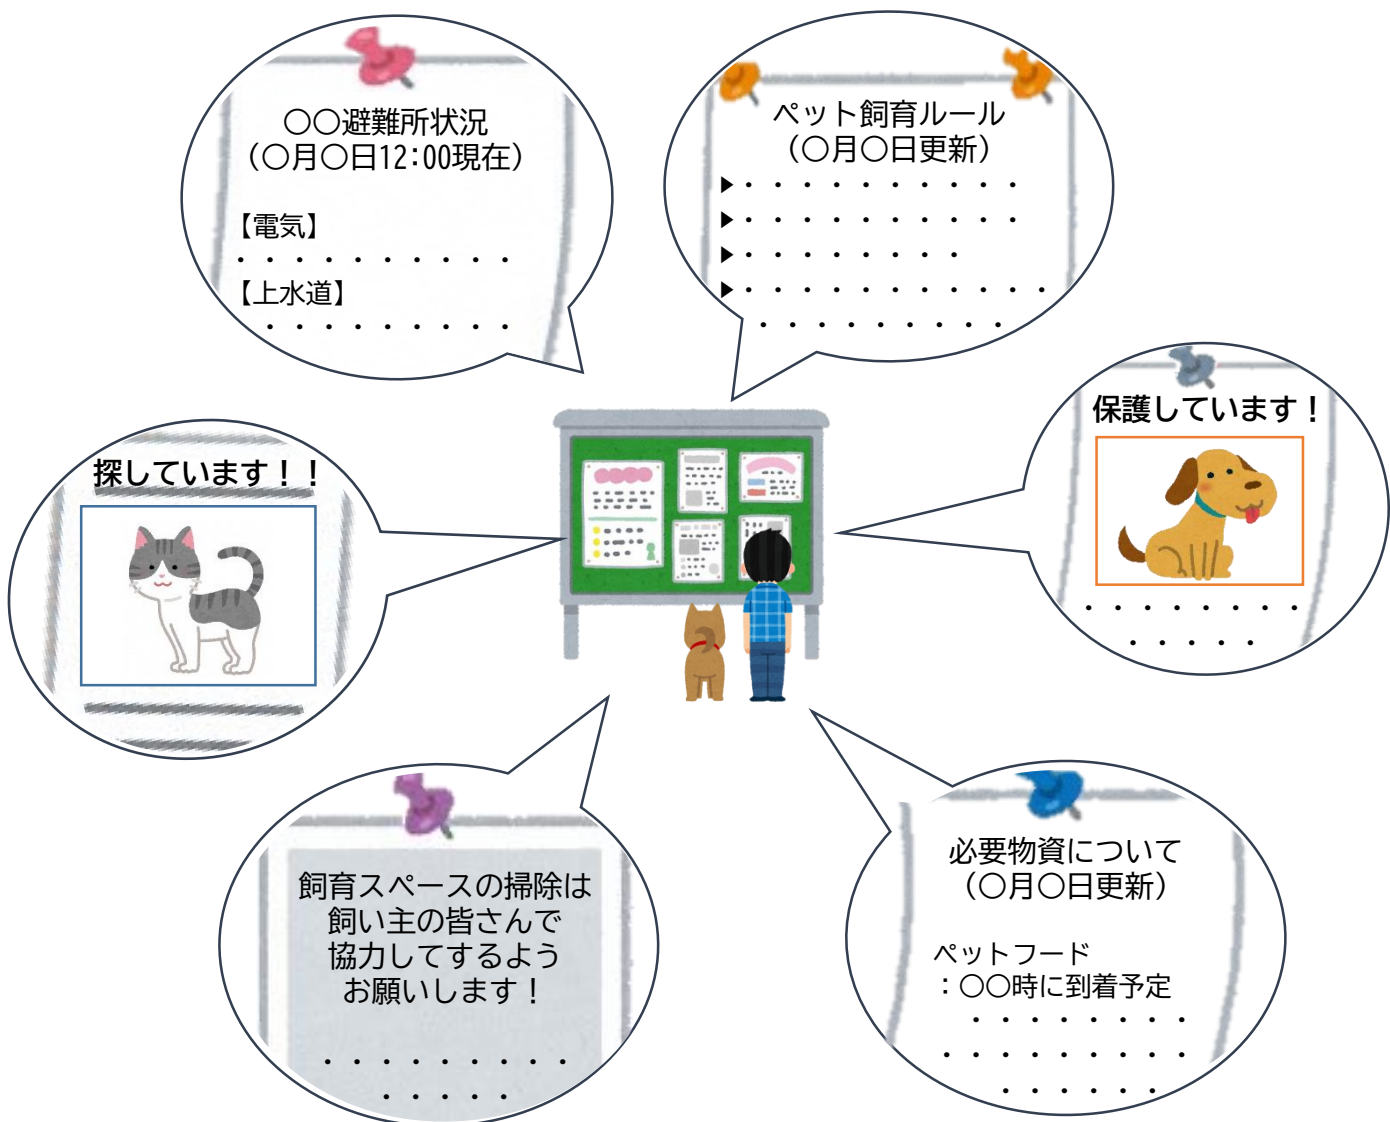 〇〇避難所状況
(〇月〇日12:00現在)
【電気】
・・・・・・・・・・
【上水道】
・・・・・・・・・
ペット飼育ルール
(〇月〇日更新)
▶・・・・・・・・・・
▶・・・・・・・・・・
▶・・・・・・・・
▶・・・・・・・・・・・
・・・・・・・・・
探しています！！
保護しています！
・・・・・・・・
・・・・・
飼育スペースの掃除は
飼い主の皆さんで
協力してするよう
お願いします！
・・・・・・・・・
・・・・・
必要物資について
(〇月〇日更新)
ペットフード
：〇〇時に到着予定
・・・・・・・・
・・・・・・・・・
・・・・・・